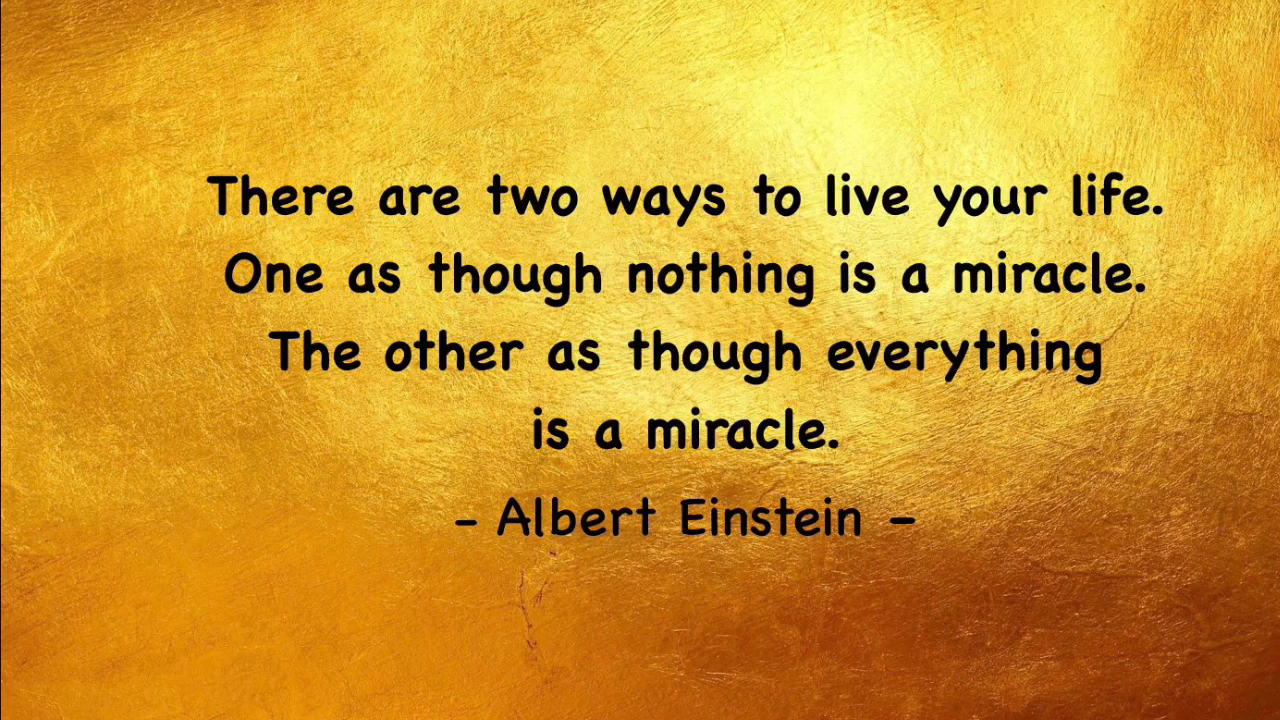 There are two ways to live your life.
One as though nothing is a miracle.
The other as though everything
is a miracle.
- Albert Einstein -